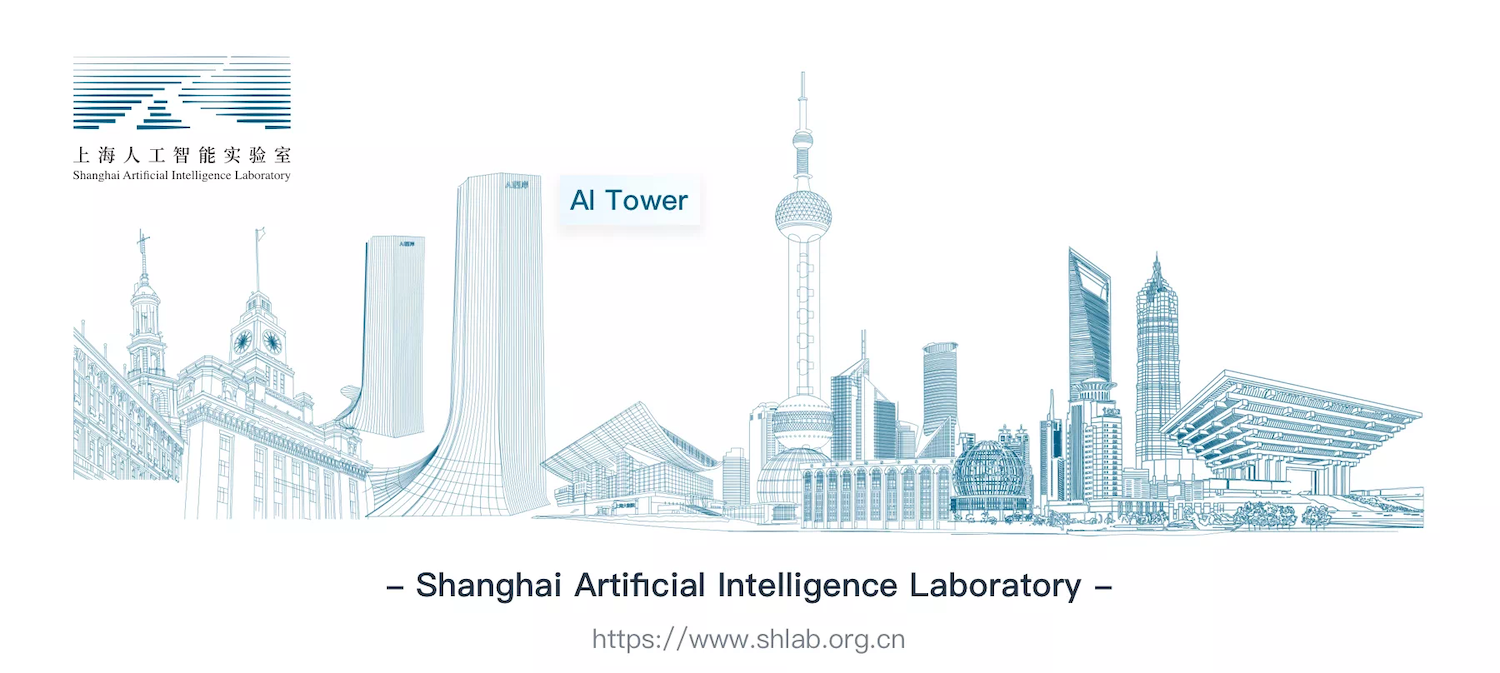 上海人工智能实验室
Shanghai Artificial Intelligence Laboratory
AI Tower
– Shanghai Artificial Intelligence Laboratory –
https://www.shlab.org.cn